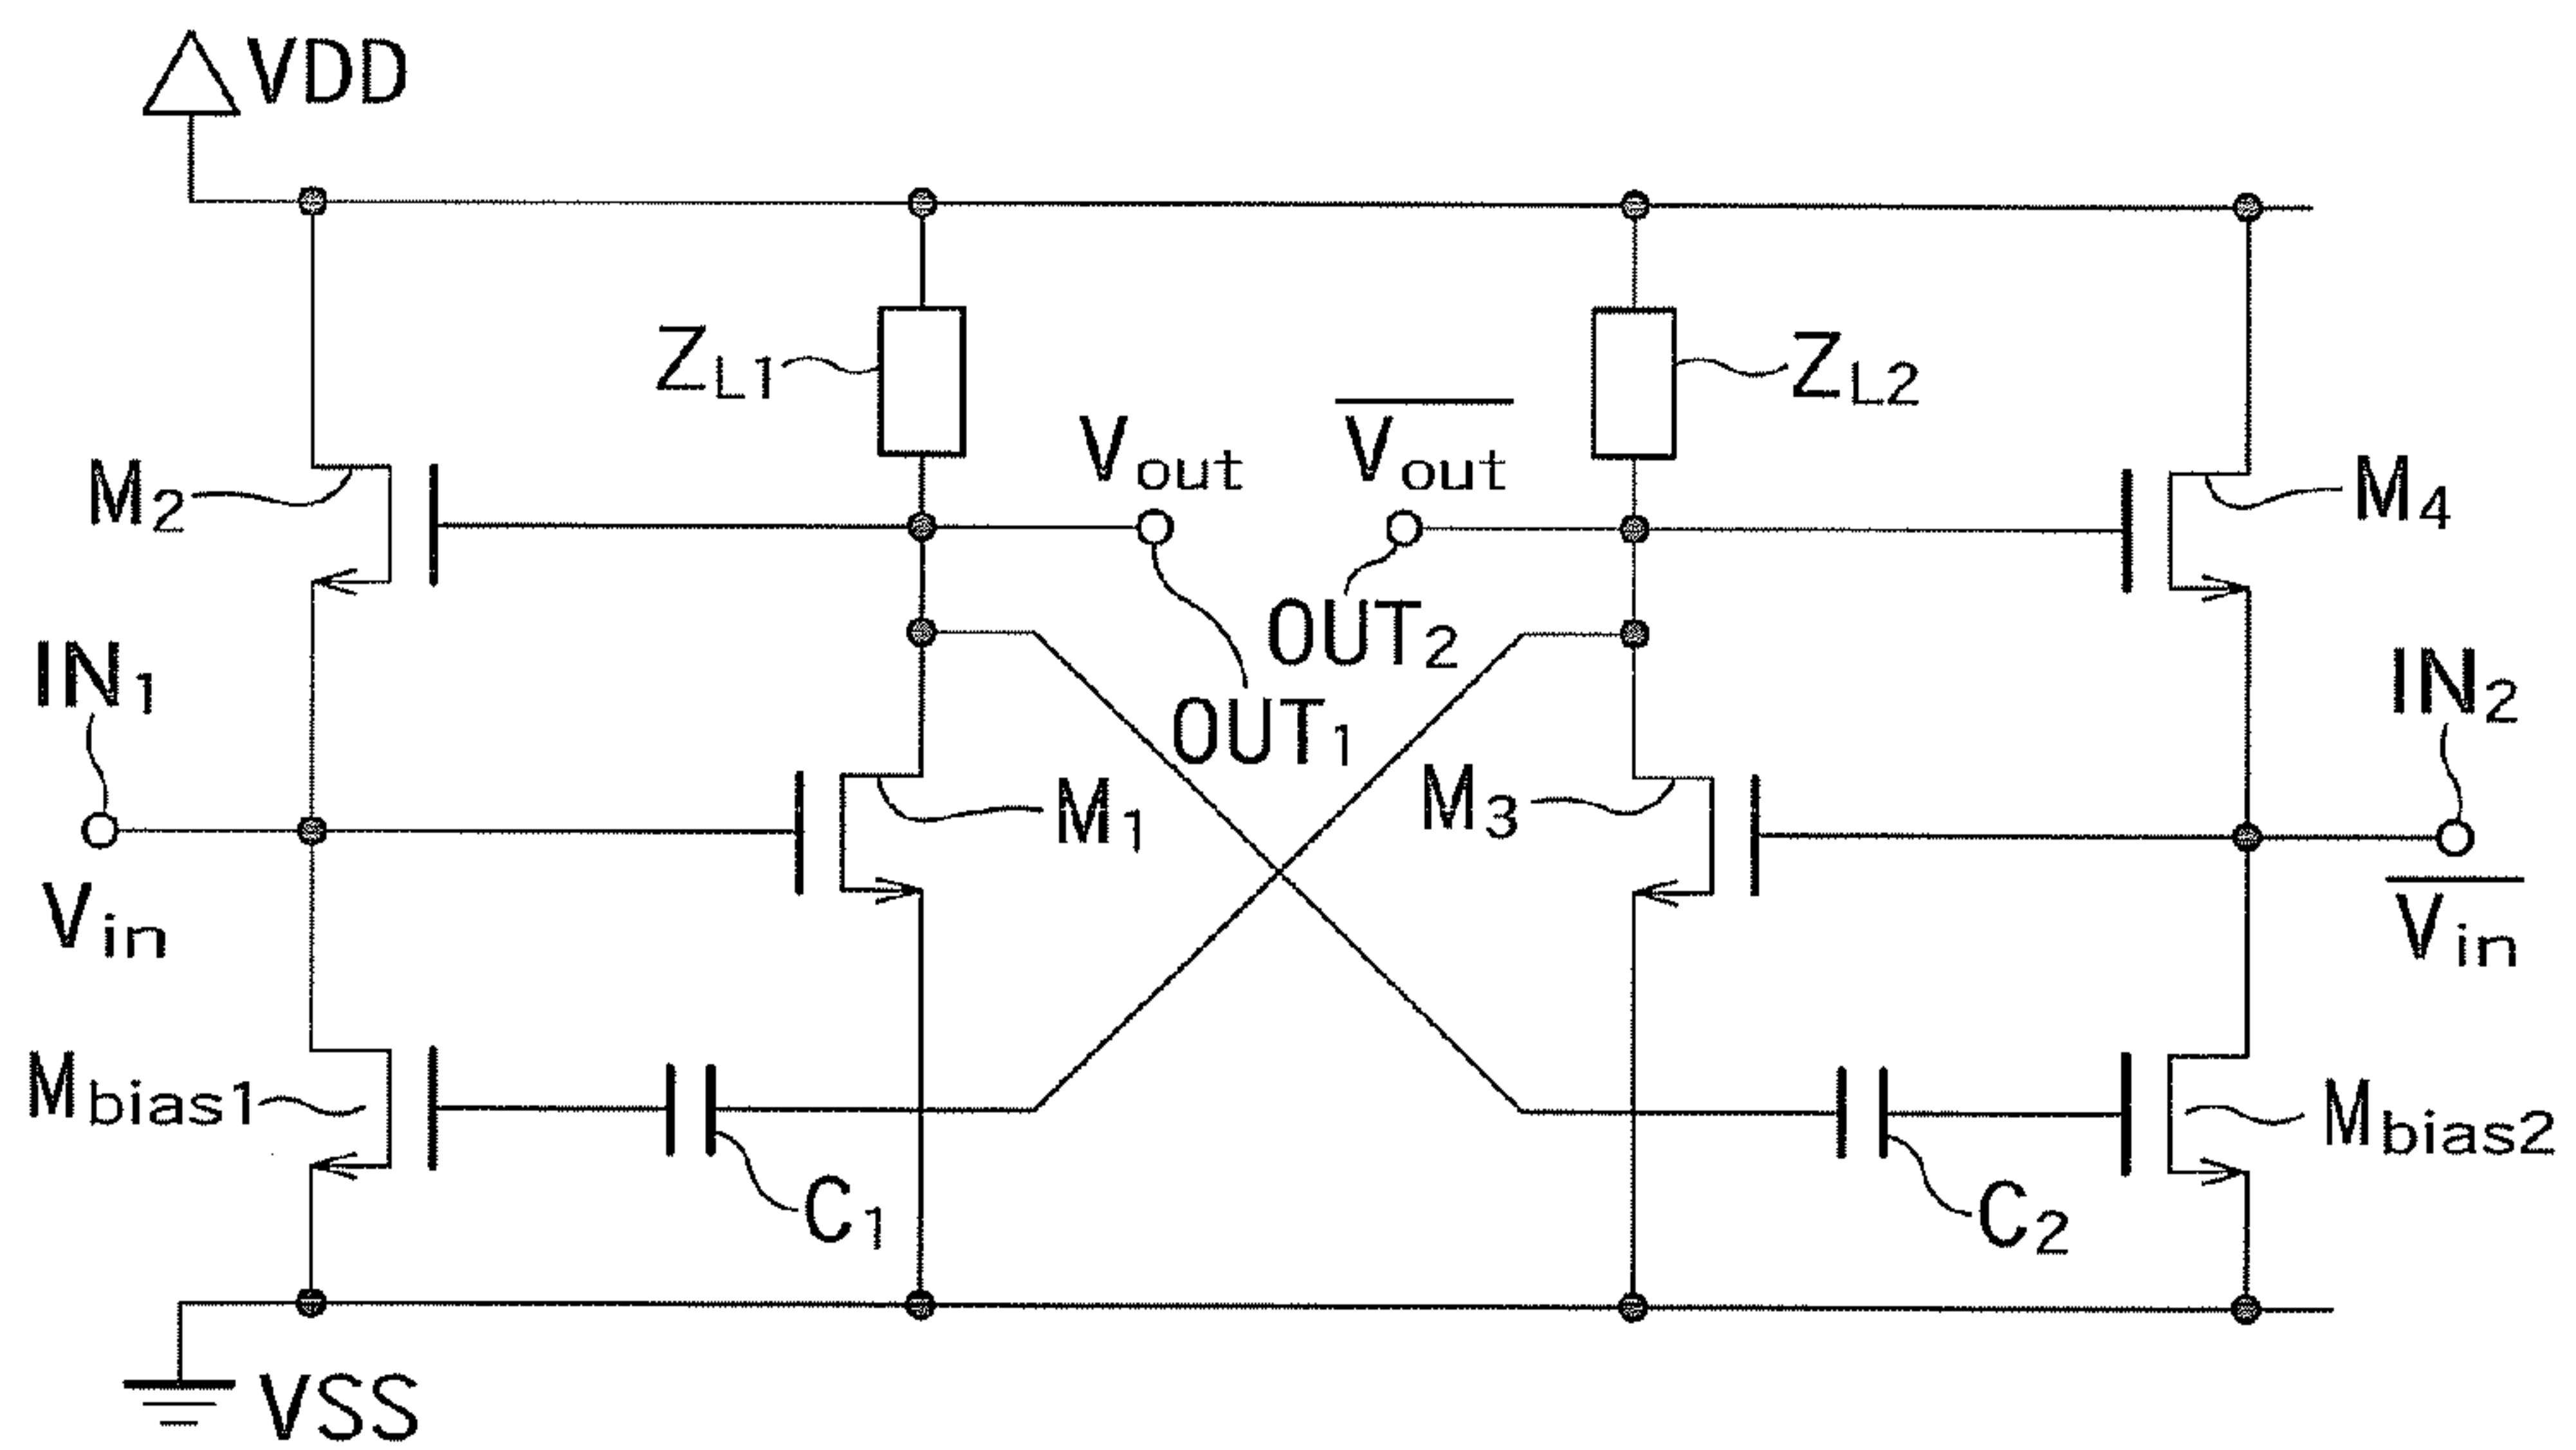 VDD
ZL1
ZL2
Vout
Vout
M2
M4
OUT2
OUT1
IN1
IN2
M1
M3
Vin
Vin
Mbias1
Mbias2
C1
C2
VSS